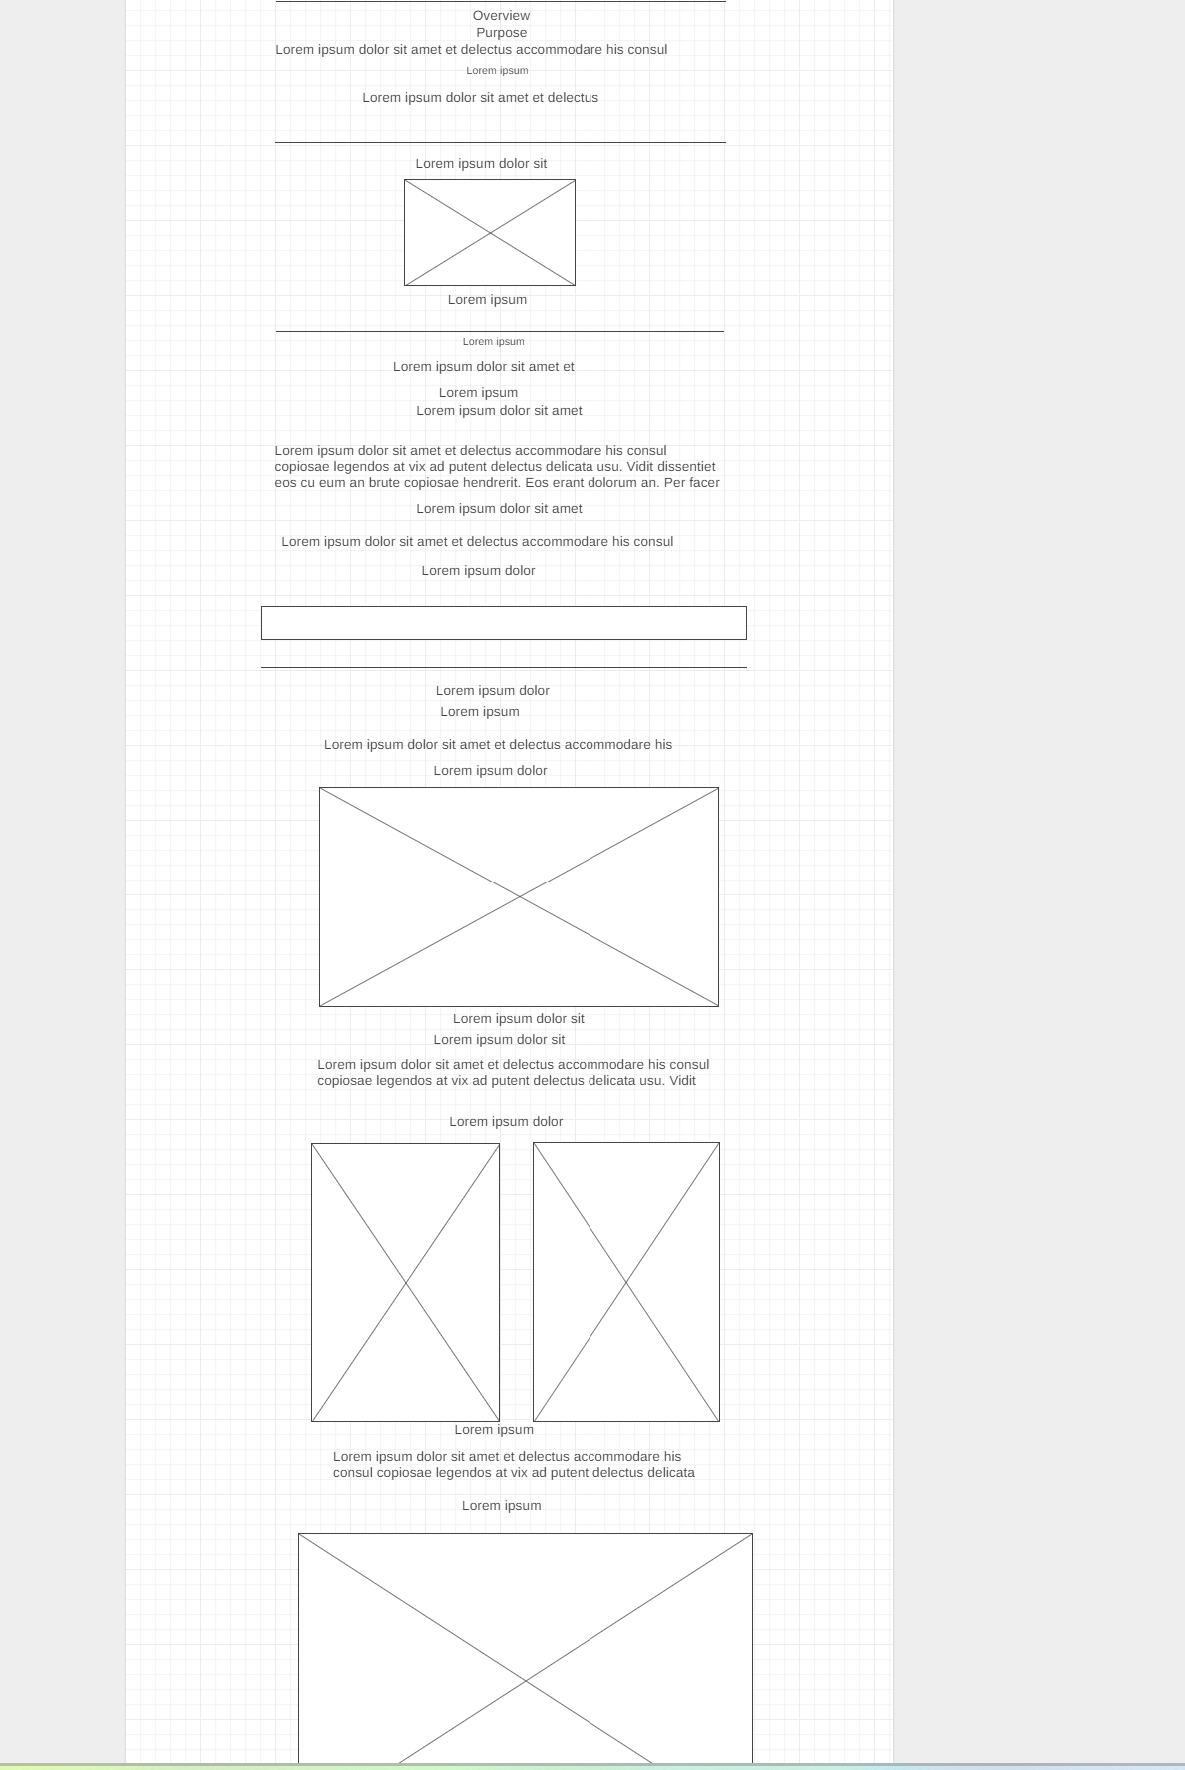 Overview
Purpose
Lorem ipsum dolor sit amet et delectus accommodare his consul
Lorem ipsum
Lorem ipsum dolor sit amet et delectus
Lorem ipsum dolor sit
Lorem ipsum
Lorem ipsum
Lorem ipsum dolor sit amet et
Lorem ipsum
Lorem ipsum dolor sit amet
Lorem ipsum dolor sit amet et delectus accommodare his consul
copiosae legendos at vix ad putent delectus delicata usu. Vidit dissentiet
eos cu eum an brute copiosae hendrerit. Eos erant dolorum an. Per facer
Lorem ipsum dolor sit amet
Lorem ipsum dolor sit amet et delectus accommodare his consul
Lorem ipsum dolor
Lorem ipsum dolor
Lorem ipsum
Lorem ipsum dolor sit amet et delectus accommodare his
Lorem ipsum dolor
Lorem ipsum dolor sit
Lorem ipsum dolor sit
Lorem ipsum dolor sit amet et delectus accommodare his consul
copiosae legendos at vix ad putent delectus delicata usu. Vidit
Lorem ipsum dolor
Lorem ipsum
Lorem ipsum dolor sit amet et delectus accommodare his
consul copiosae legendos at vix ad putent delectus delicata
Lorem ipsum